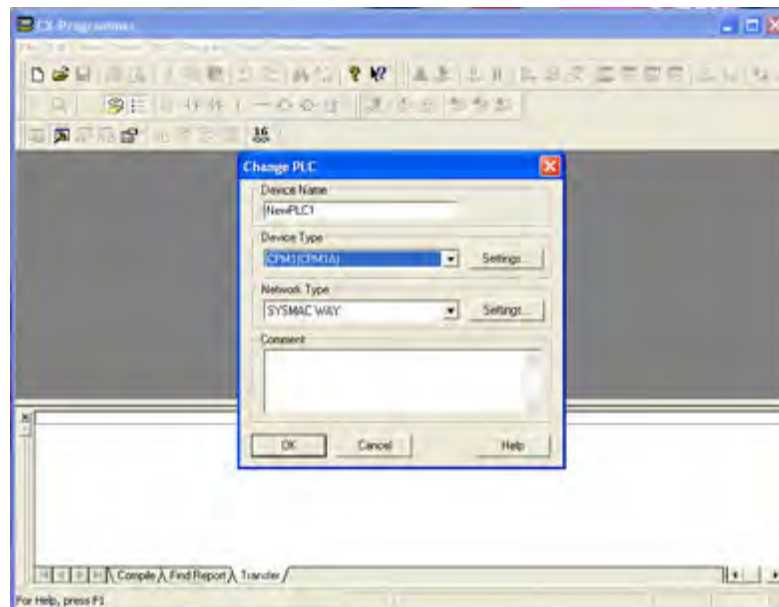 CX-Programmer
16
Change PLC
Device Name
NewPLC1
Device Type
CPM1(CPM1A)
Settings...
Network Type
SYSMAC WAY
Settings...
Comment
OK
Cancel
Help
Compile
Find Report
Transfer
For Help, press F1